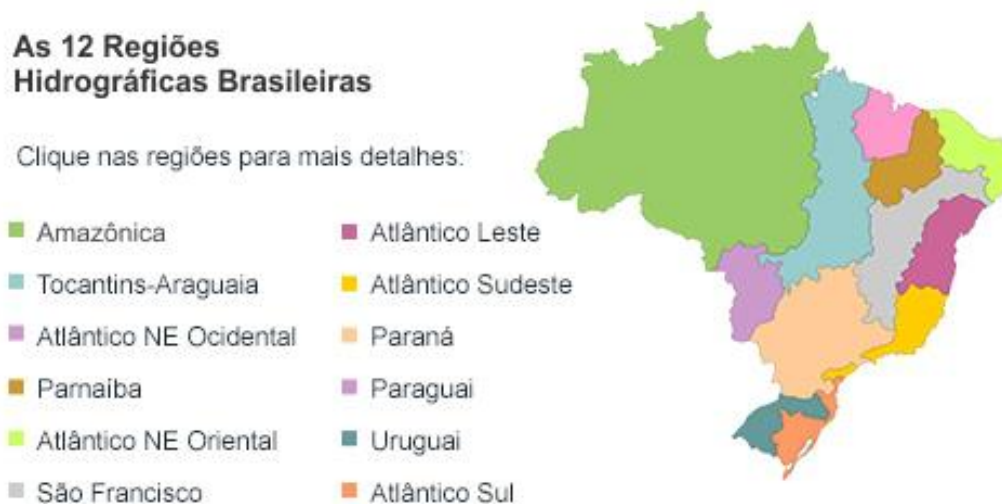 As 12 Regiões
Hidrográficas Brasileiras
Clique nas regiões para mais detalhes:
Amazônica
Tocantins-Araguaia
Atlântico NE Ocidental
Parnaiba
Atlântico NE Oriental
São Francisco
Atlântico Leste
Atlântico Sudeste
Paraná
Paraguai
Uruguai
Atlântico Sul